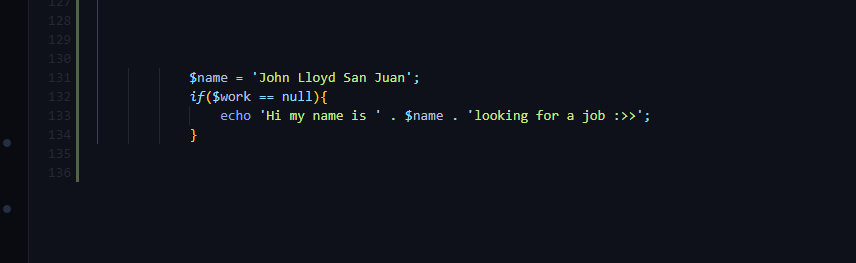 127
128
129
130
131 $name = 'John Lloyd San Juan';
132 if($work == null){
133 echo 'Hi my name is ' . $name . 'looking for a job :>>';
134 }
135
136